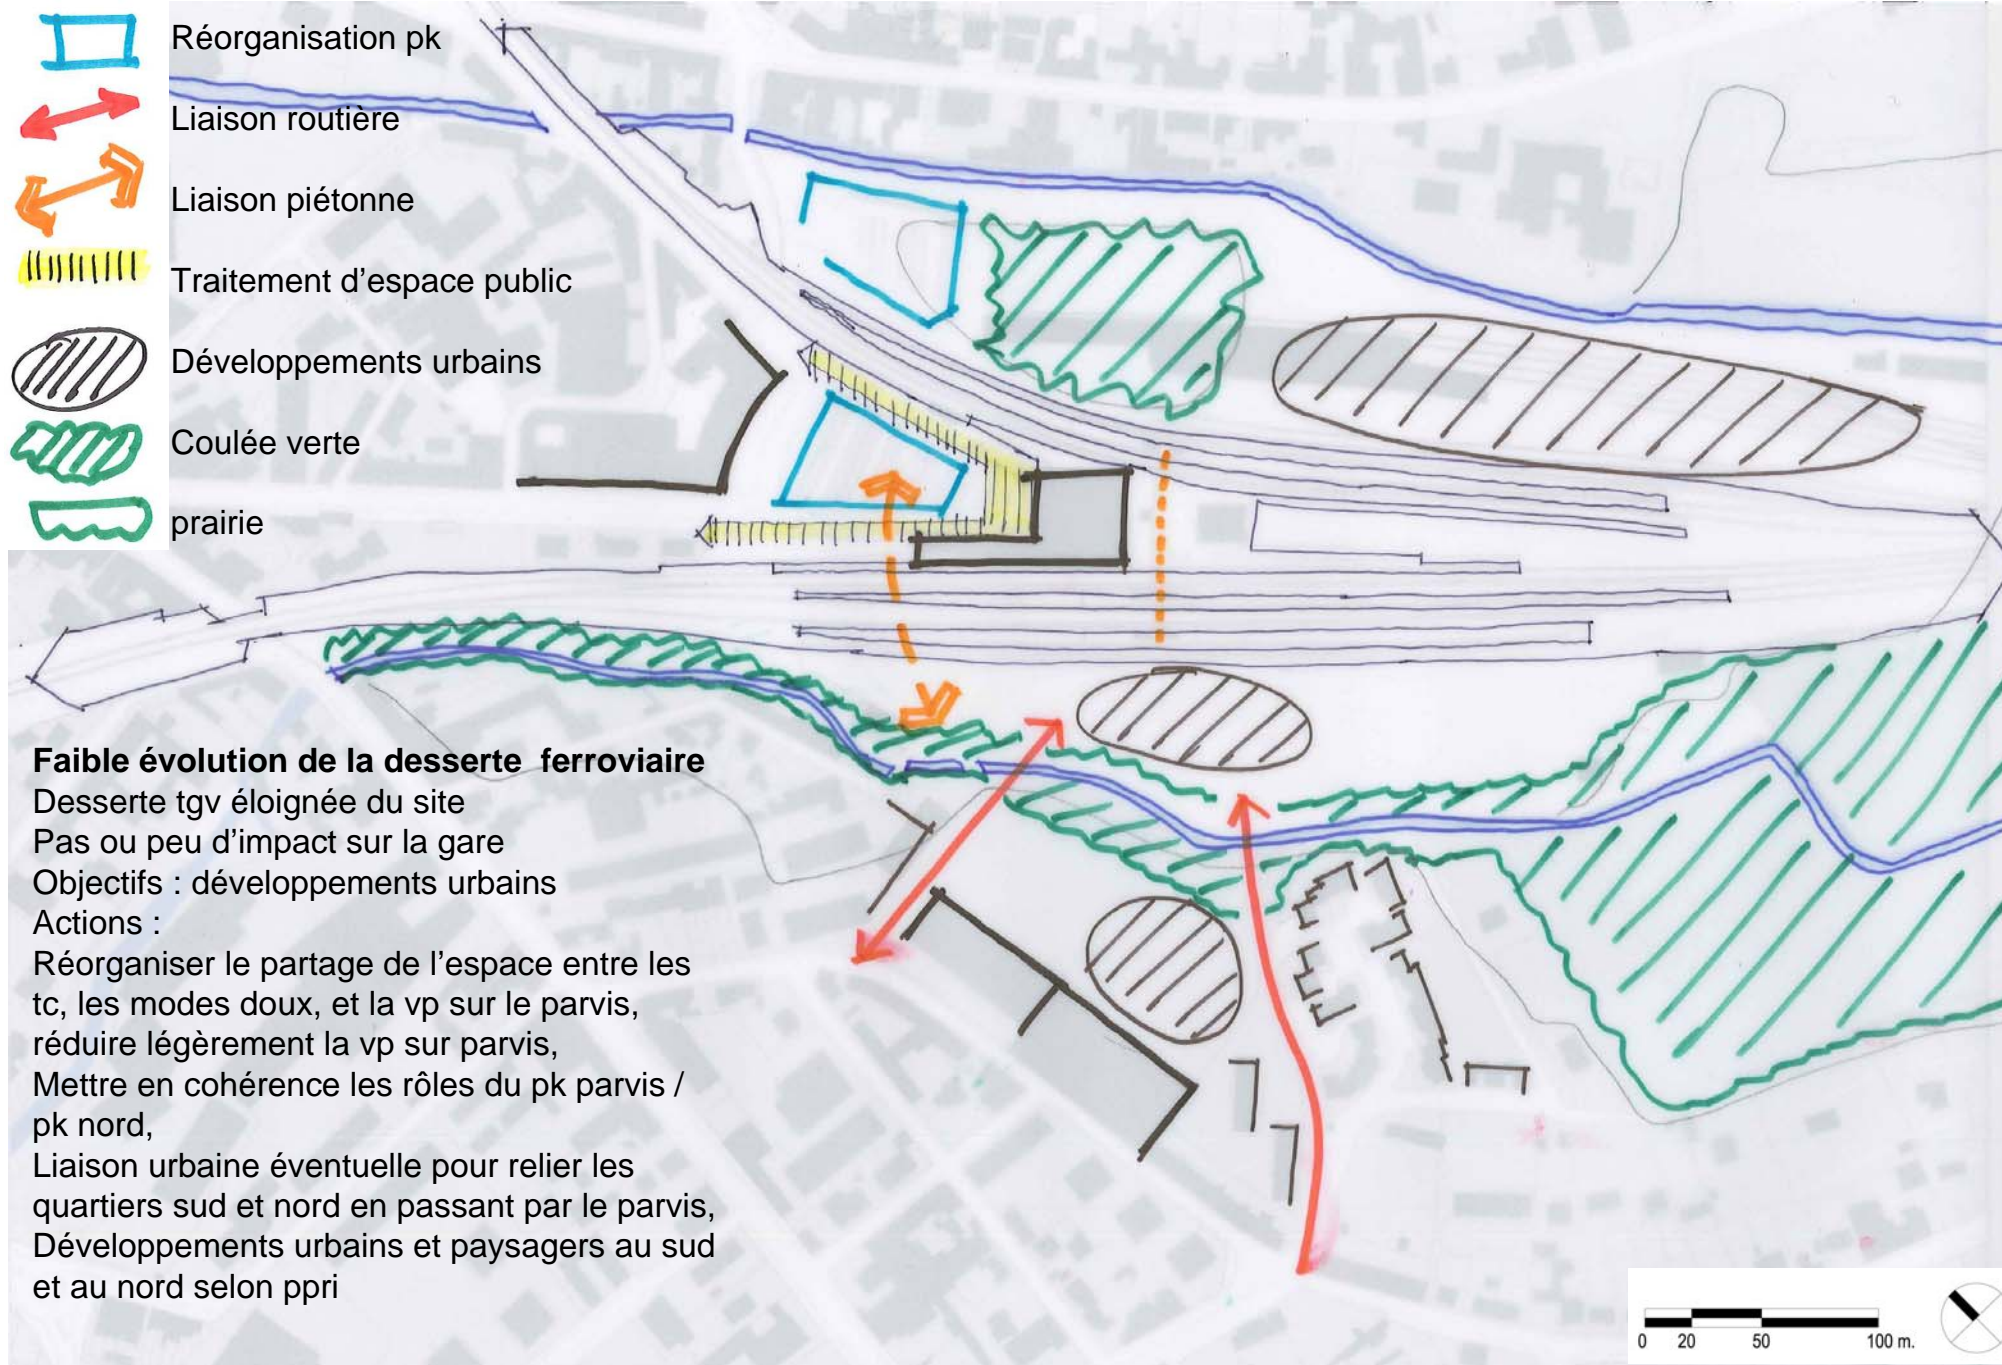 Réorganisation pk
Liaison routière
Liaison piétonne
Traitement d'espace public
Développements urbains
Coulée verte
prairie
Faible évolution de la desserte  ferroviaire
Desserte tgv éloignée du site
Pas ou peu d'impact sur la gare
Objectifs : développements urbains
Actions :
Réorganiser le partage de l'espace entre les
tc, les modes doux, et la vp sur le parvis,
réduire légèrement la vp sur parvis,
Mettre en cohérence les rôles du pk parvis /
pk nord,
Liaison urbaine éventuelle pour relier les
quartiers sud et nord en passant par le parvis,
Développements urbains et paysagers au sud
et au nord selon ppri
0 20 50 100 m.